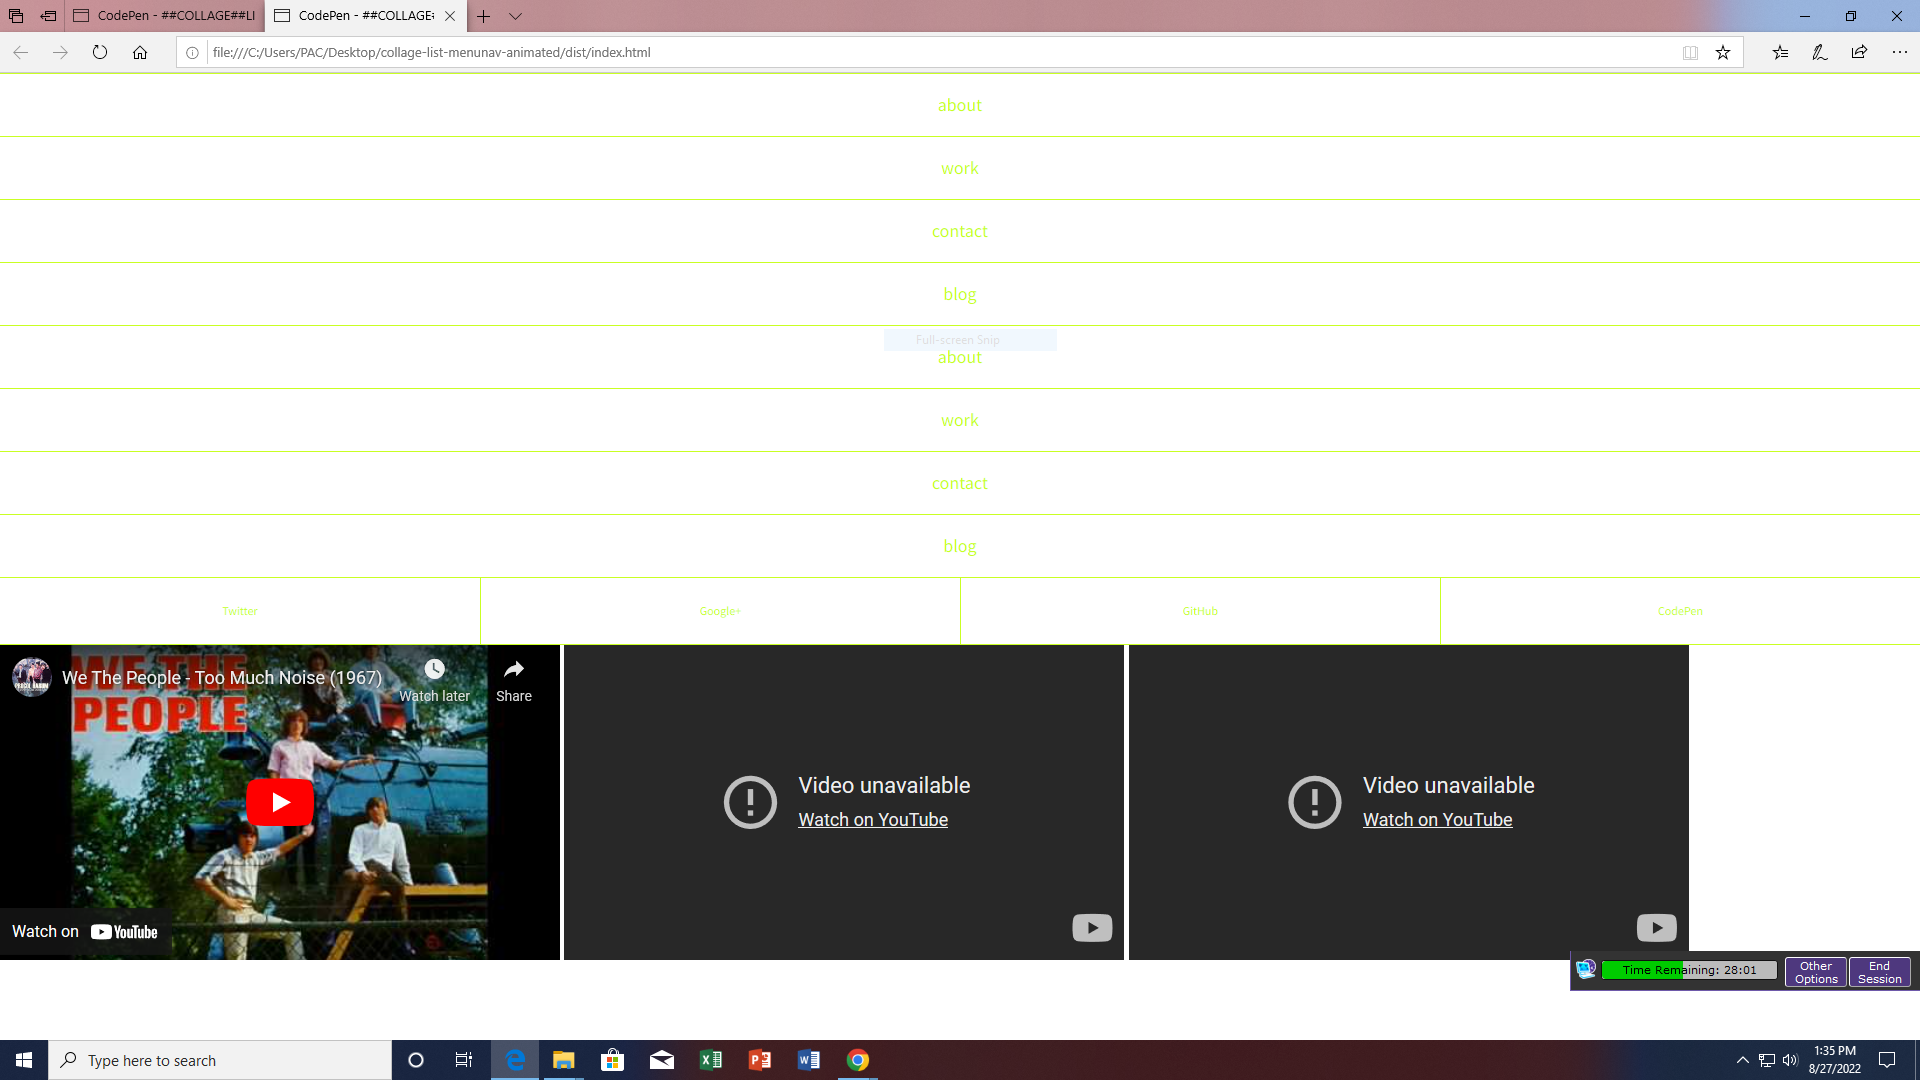 CodePen - ##COLLAGE##LI
CodePen - ##COLLAGE#
file:///C:/Users/PAC/Desktop/collage-list-menunav-animated/dist/index.html
about
work
contact
blog
Full-screen Snip
about
work
contact
blog
Twitter
Google+
GitHub
CodePen
WE THE
PEOPLE
We The People - Too Much Noise (1967)
Watch later
Share
Watch on YouTube
Video unavailable
Watch on YouTube
Video unavailable
Watch on YouTube
Time Remaining: 28:01
Other
Options
End
Session
Type here to search
1:35 PM
8/27/2022